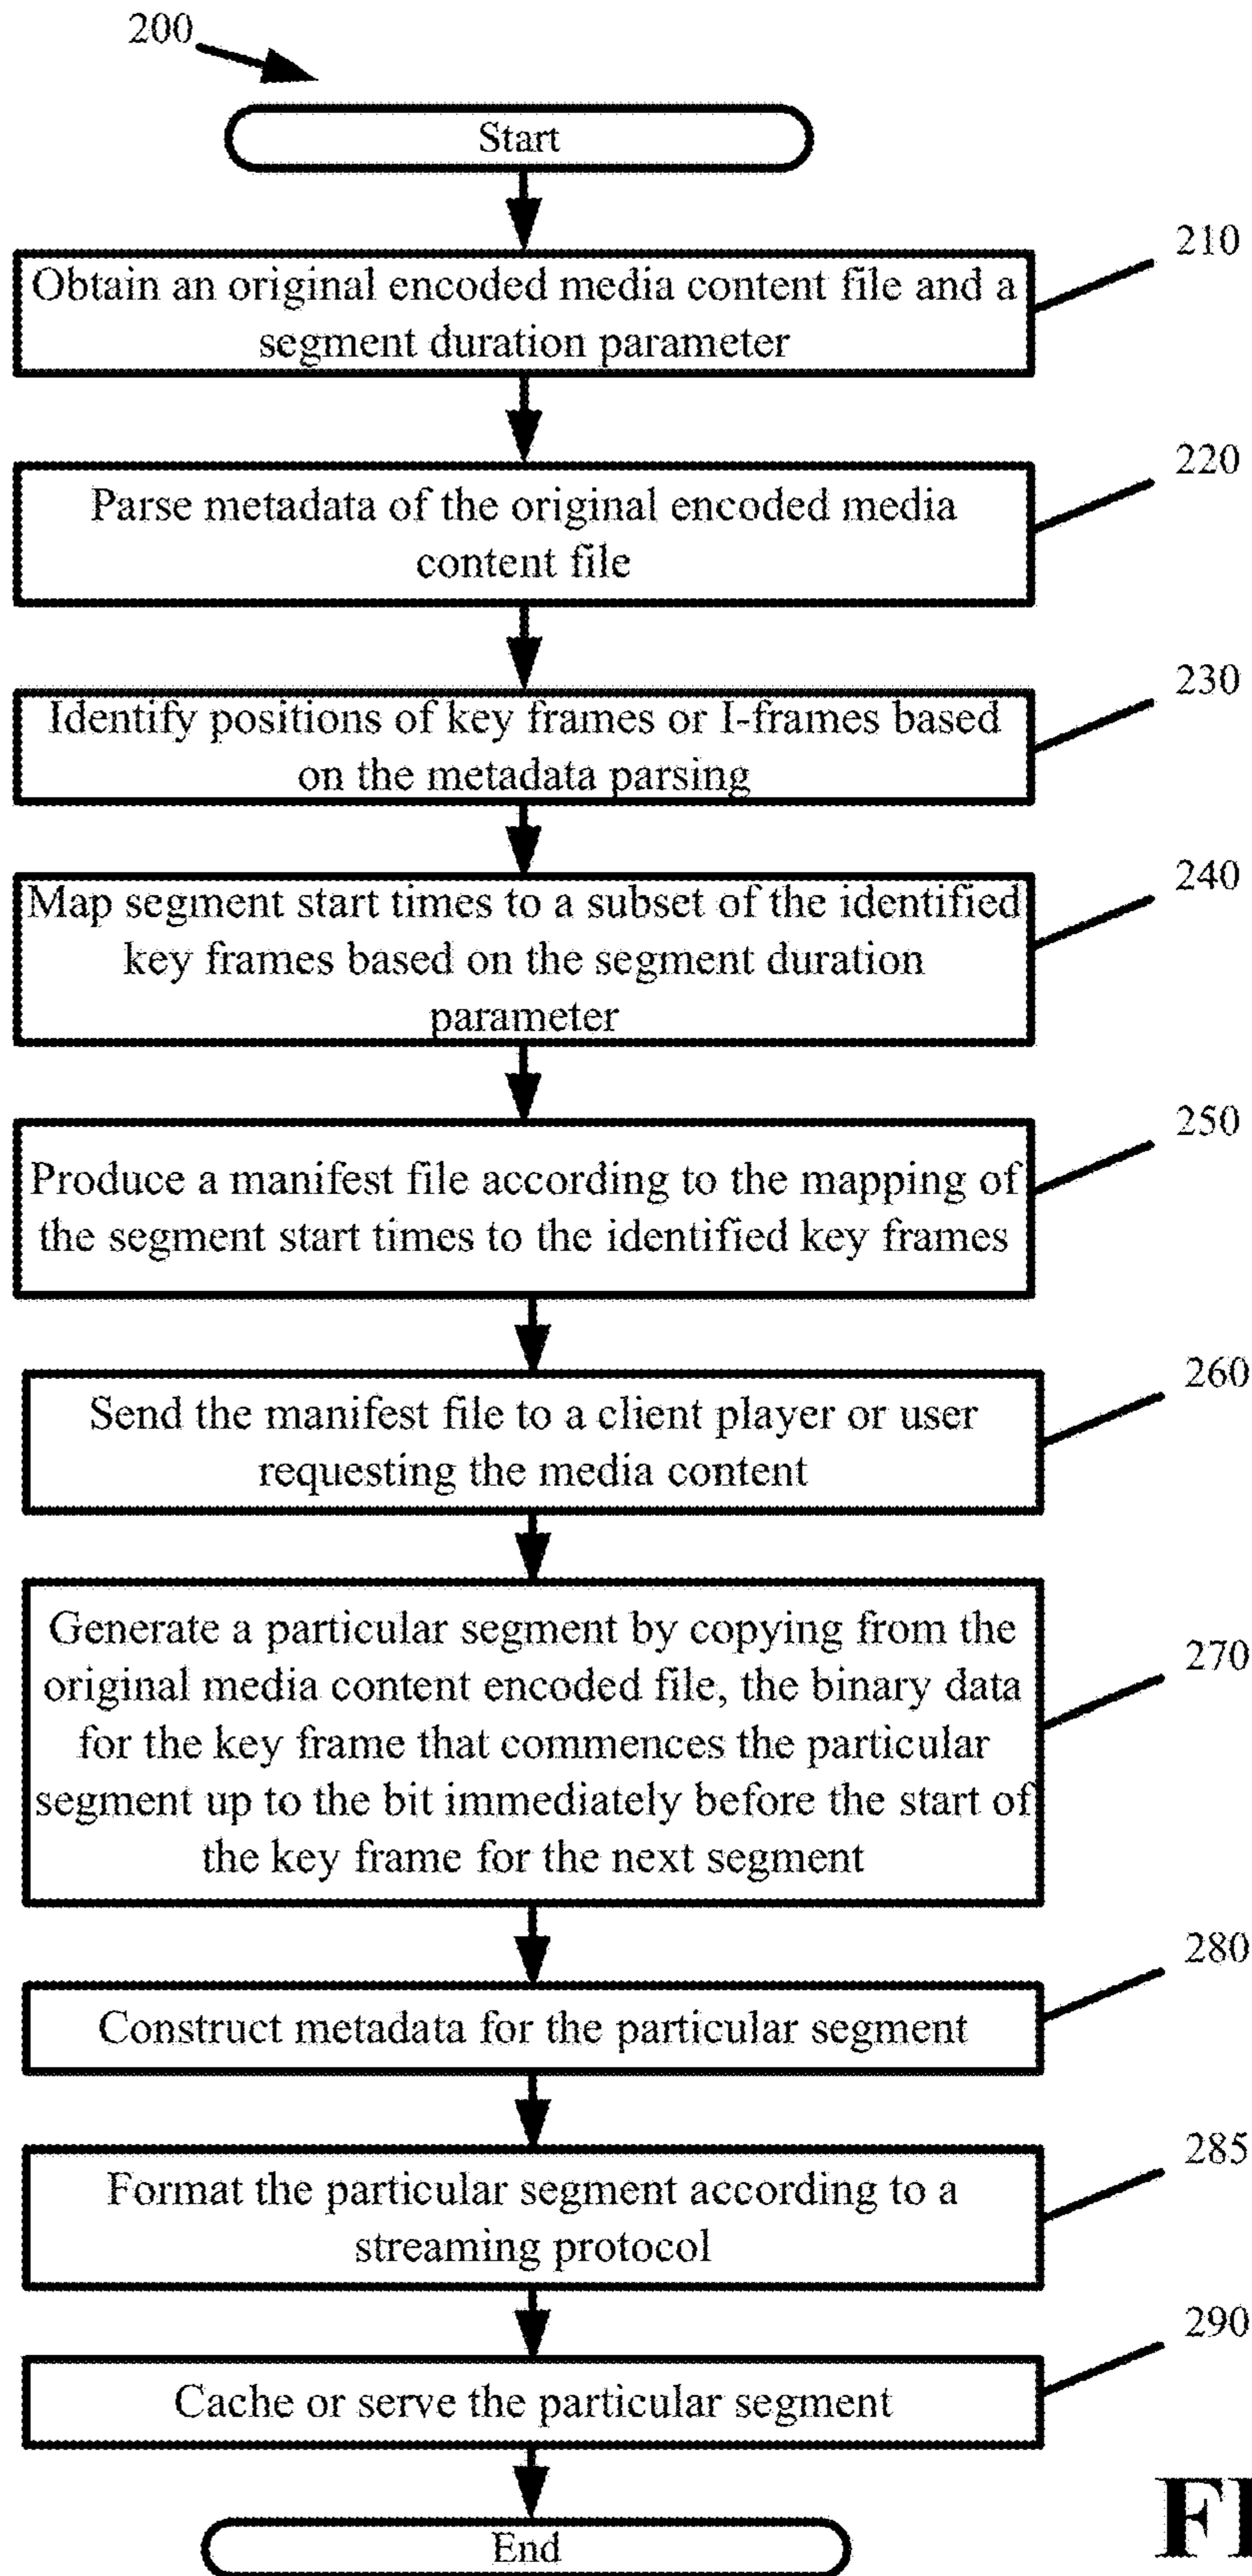 200
Start
210
Obtain an original encoded media content file and a
segment duration parameter
220
Parse metadata of the original encoded media
content file
230
Identify positions of key frames or I-frames based
on the metadata parsing
240
Map segment start times to a subset of the identified
key frames based on the segment duration
parameter
250
Produce a manifest file according to the mapping of
the segment start times to the identified key frames
260
Send the manifest file to a client player or user
requesting the media content
270
Generate a particular segment by copying from the
original media content encoded file, the binary data
for the key frame that commences the particular
segment up to the bit immediately before the start of
the key frame for the next segment
280
Construct metadata for the particular segment
285
Format the particular segment according to a
streaming protocol
290
Cache or serve the particular segment
End